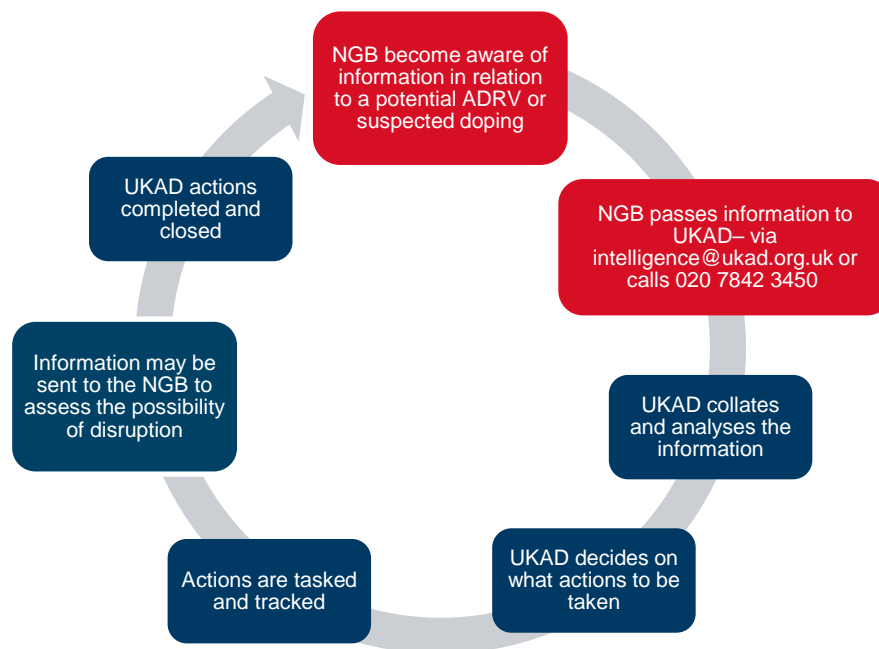 NGB become aware of
information in relation
to a potential ADRV or
suspected doping
NGB passes information to
UKAD– via
intelligence@ukad.org.uk or
calls 020 7842 3450
UKAD collates
and analyses the
information
UKAD decides on
what actions to be
taken
Actions are tasked
and tracked
Information may be
sent to the NGB to
assess the possibility
of disruption
UKAD actions
completed and
closed